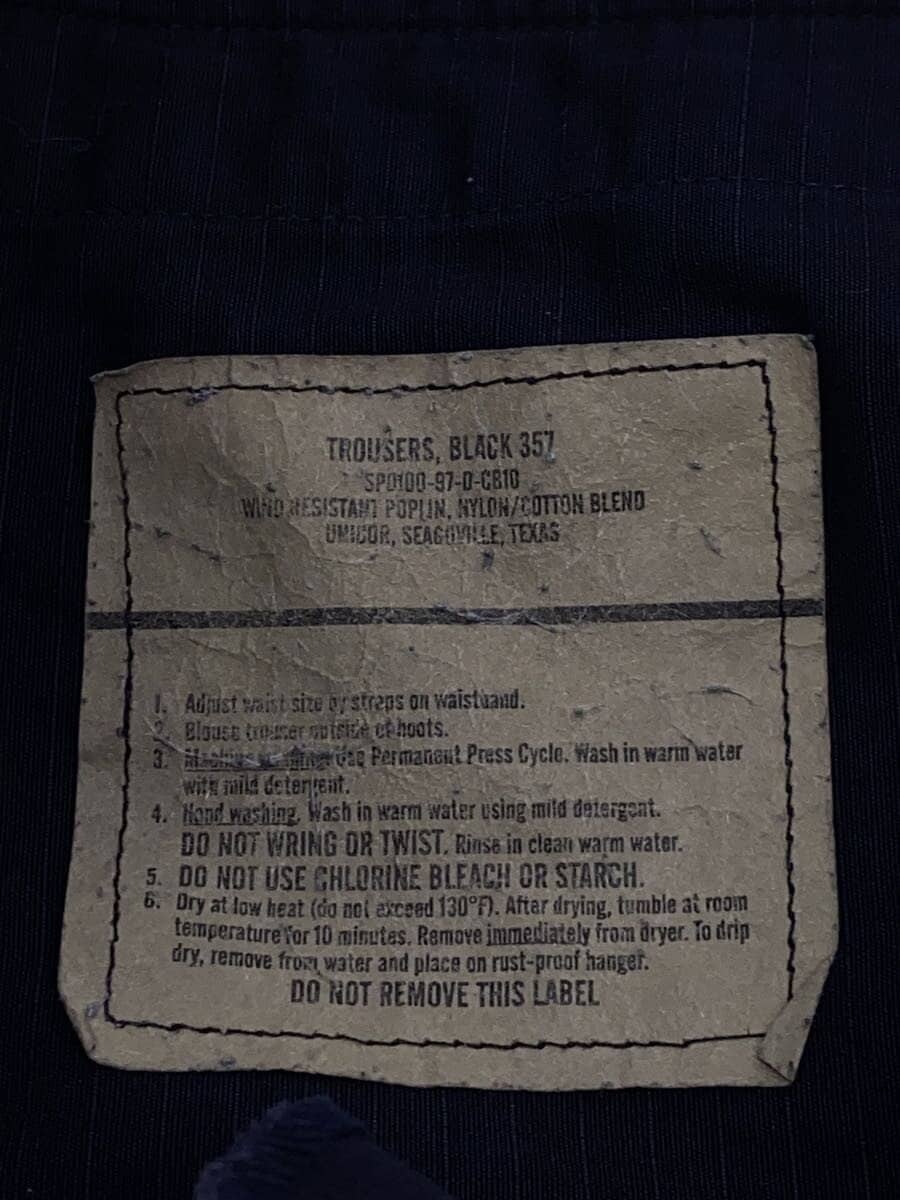 TROUSERS, BLACK 357
SP0100-97-D-CB10
WIND RESISTANT POPLIN, NYLON/COTTON BLEND
UNICOR, SEAGOVILLE, TEXAS
1. Adjust waist size by straps on waistband.
2. Blouse trouser outside of boots.
3. Machine washing. Use Permanent Press Cycle. Wash in warm water
with mild detergent.
4. Hand washing. Wash in warm water using mild detergent.
DO NOT WRING OR TWIST. Rinse in clean warm water.
5. DO NOT USE CHLORINE BLEACH OR STARCH.
6. Dry at low heat (do not exceed 130°F). After drying, tumble at room
temperature for 10 minutes. Remove immediately from dryer. To drip
dry, remove from water and place on rust-proof hanger.
DO NOT REMOVE THIS LABEL